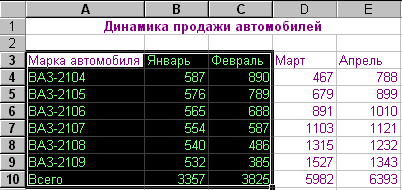 A B C D E
1 Динамика продажи автомобилей
2
3 Марка автомобиля Январь Февраль Март Апрель
4 ВАЗ-2104 587 890 467 788
5 ВАЗ-2105 576 789 679 899
6 ВАЗ-2106 565 688 891 1010
7 ВАЗ-2107 554 587 1103 1121
8 ВАЗ-2108 540 486 1315 1232
9 ВАЗ-2109 532 385 1527 1343
10 Всего 3357 3825 5982 6393